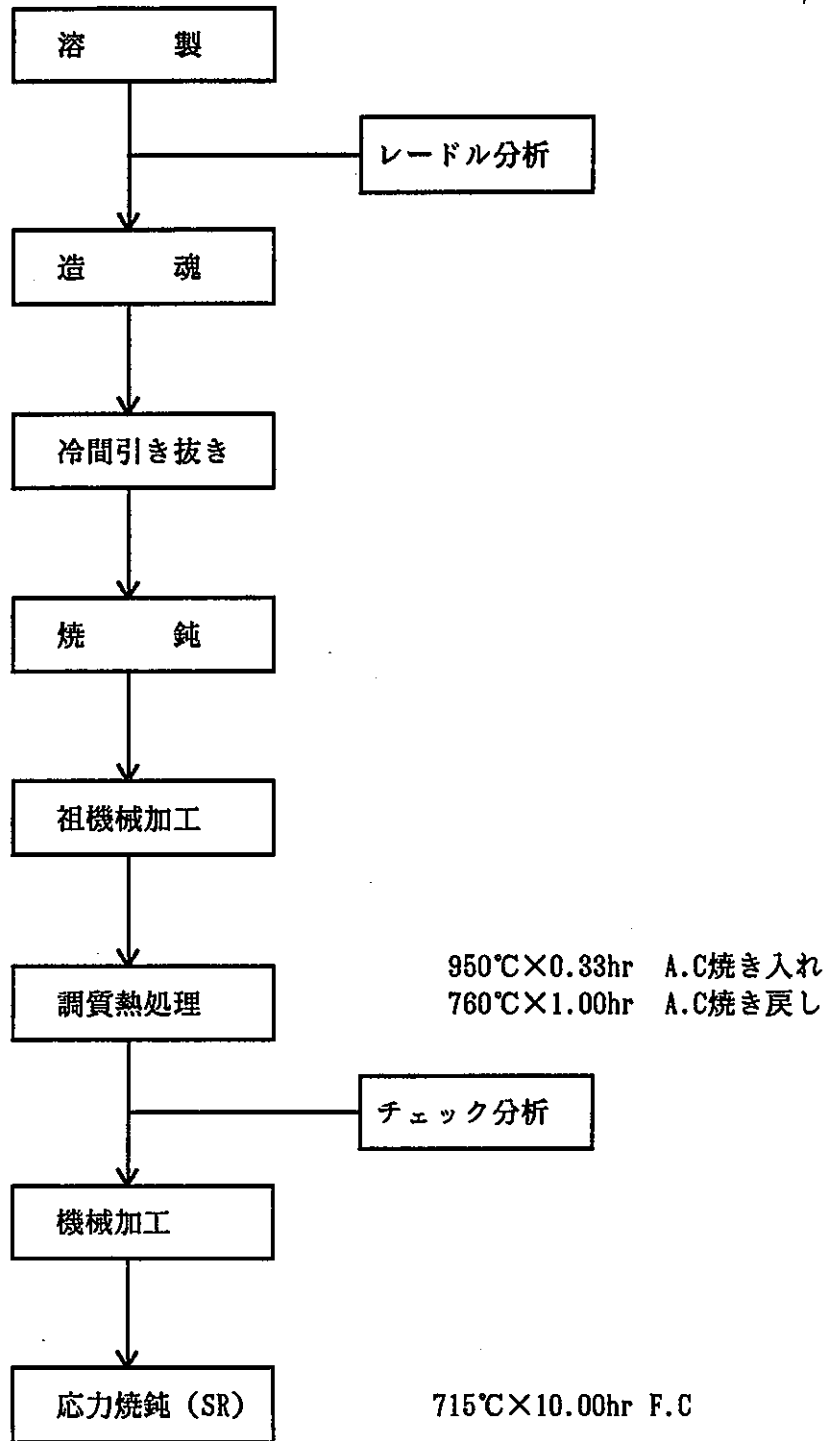 溶 製
レードル分析
造 魂
冷間引き抜き
焼 鈍
祖機械加工
調質熱処理
950℃×0.33hr A.C焼き入れ
760℃×1.00hr A.C焼き戻し
チェック分析
機械加工
応力焼鈍(SR)
715℃×10.00hr F.C